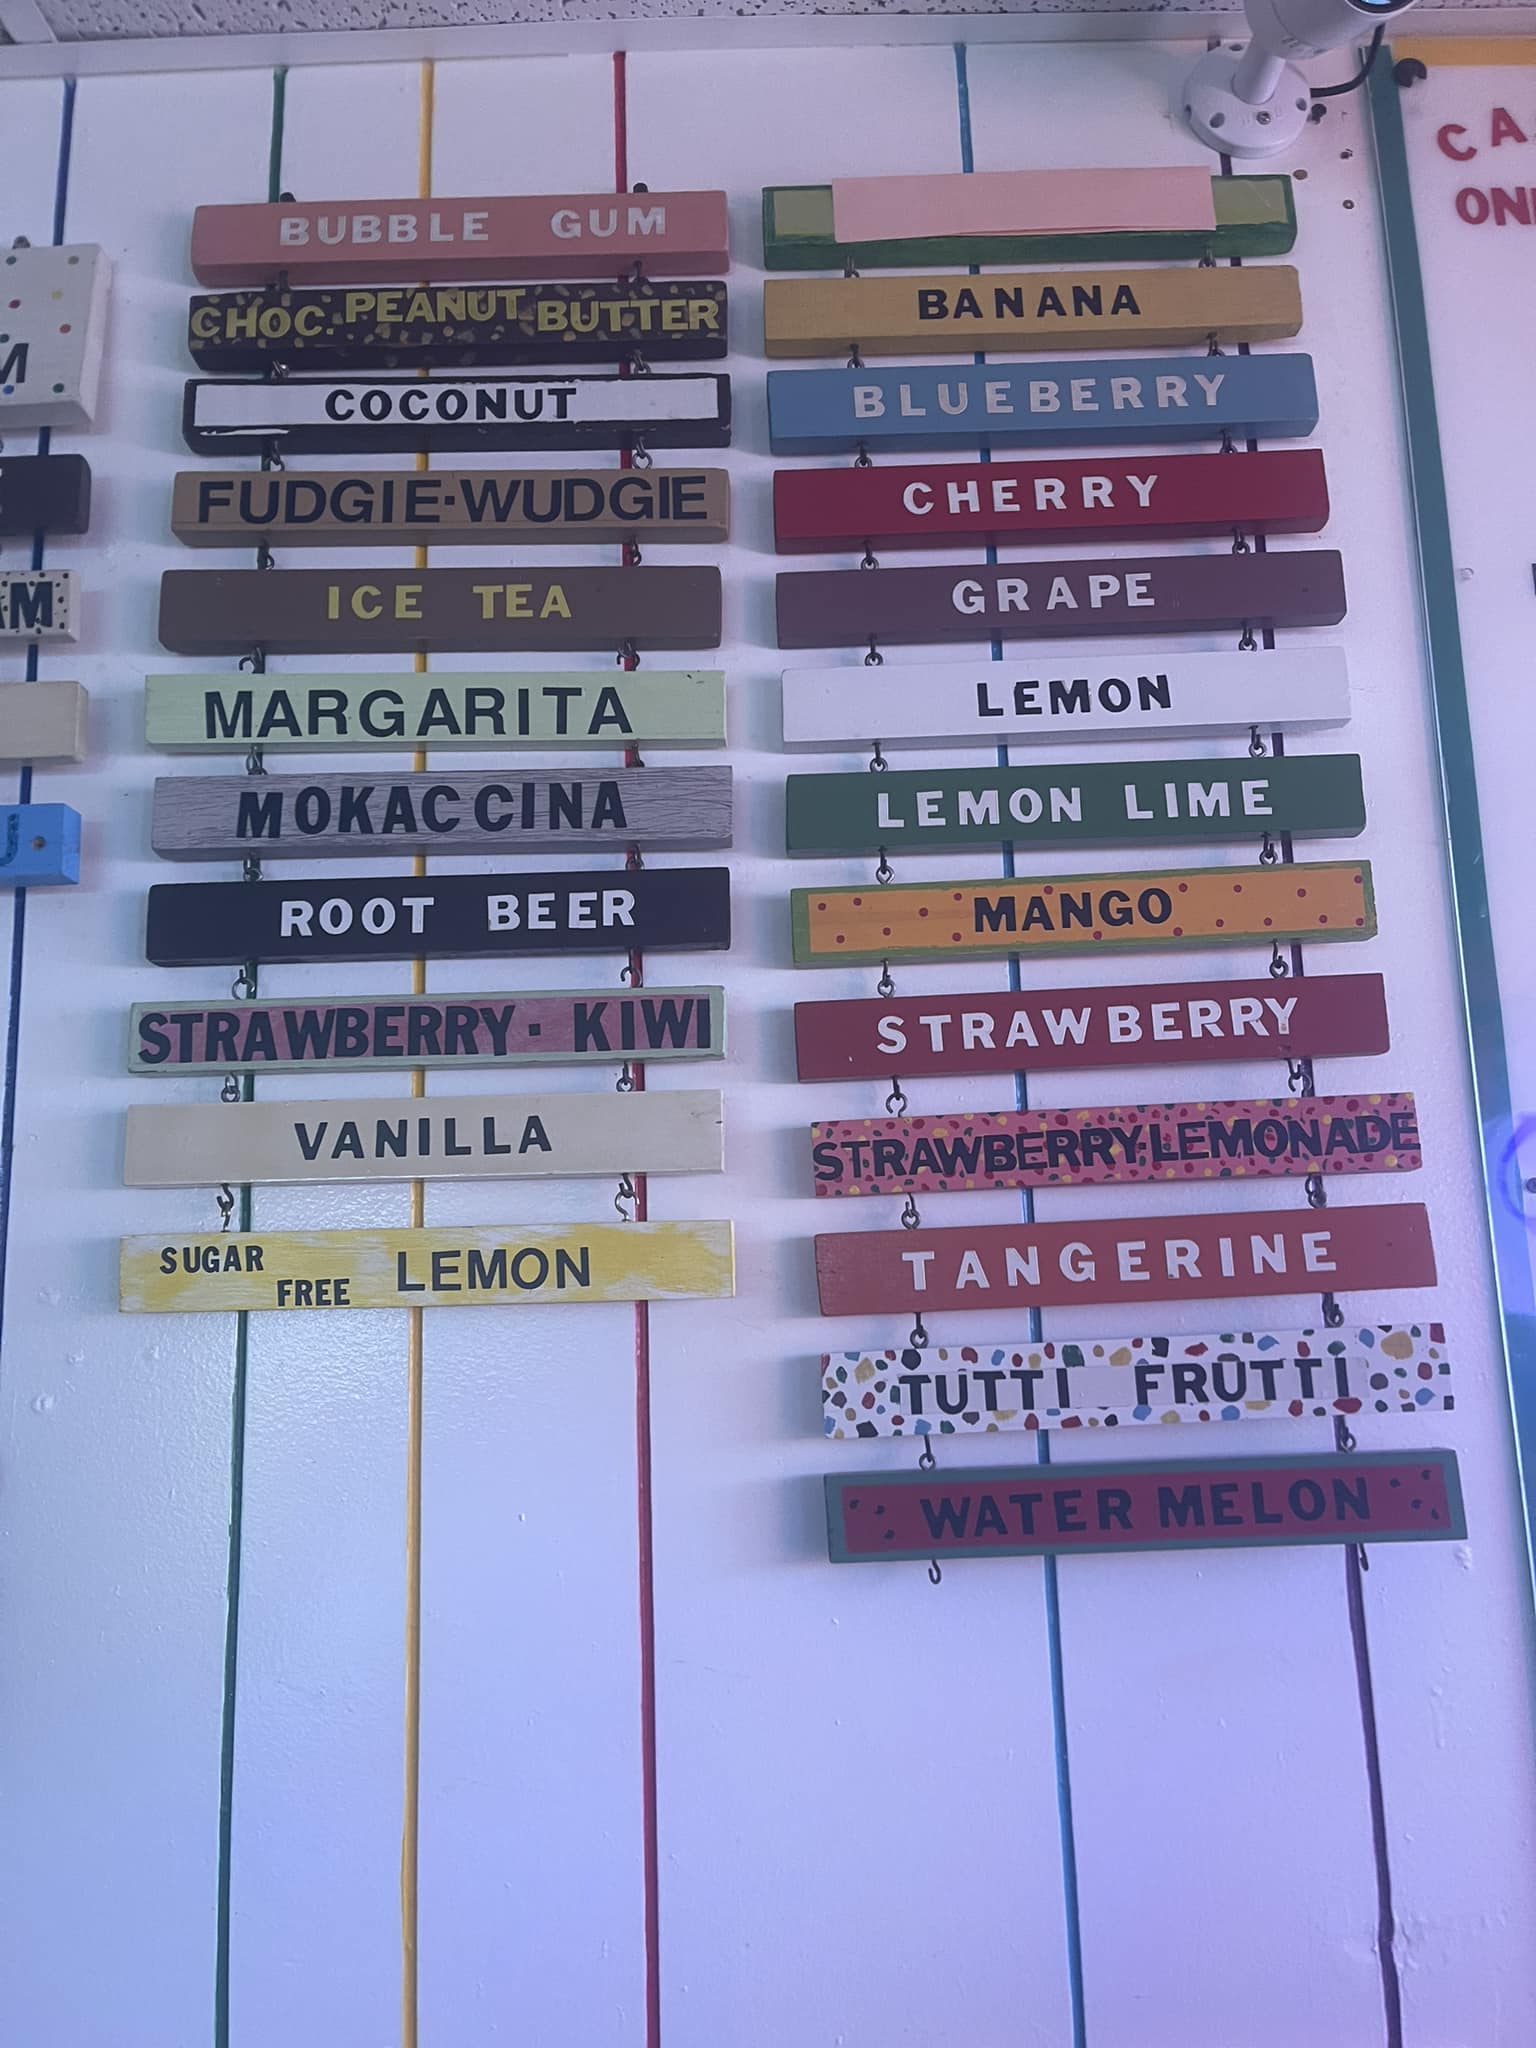 BUBBLE GUM
CHOC. PEANUT BUTTER
COCONUT
FUDGIE·WUDGIE
ICE TEA
MARGARITA
MOKACCINA
ROOT BEER
STRAWBERRY · KIWI
VANILLA
SUGAR FREE LEMON
BANANA
BLUEBERRY
CHERRY
GRAPE
LEMON
LEMON LIME
MANGO
STRAWBERRY
STRAWBERRY LEMONADE
TANGERINE
TUTTI FRUTTI
WATER MELON